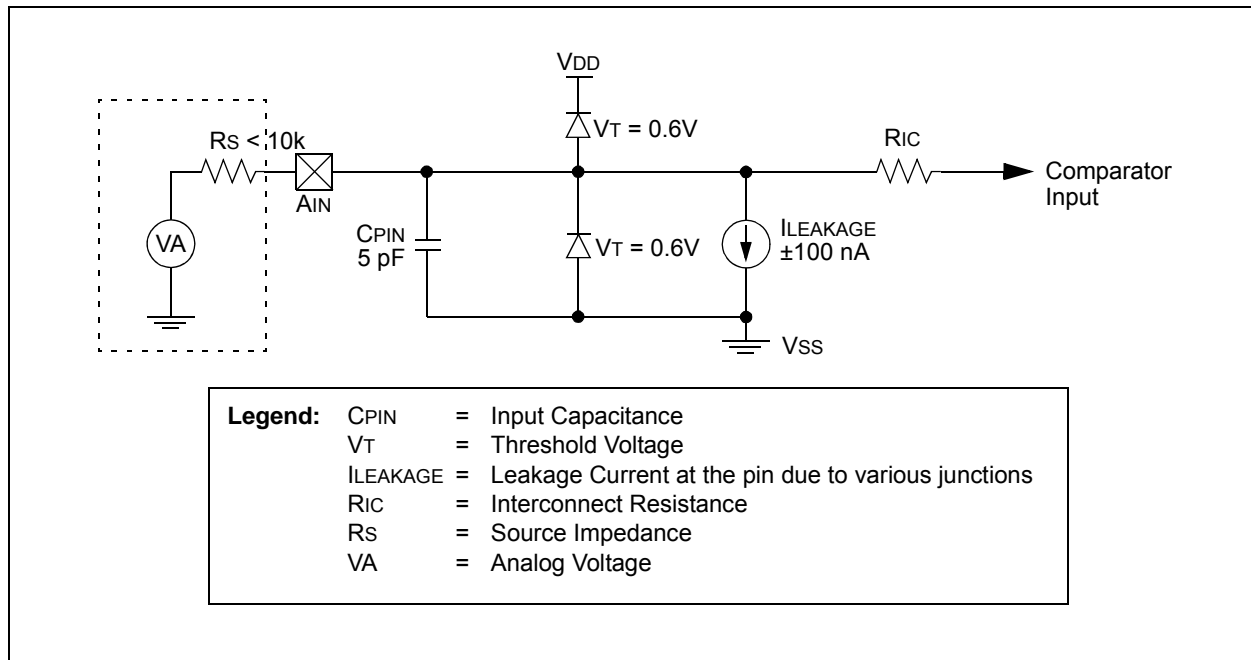 VDD
VT = 0.6V
RS < 10k
RIC
AIN
Comparator
Input
VA
CPIN
5 pF
VT = 0.6V
ILEAKAGE
±100 nA
VSS
Legend: CPIN = Input Capacitance
VT = Threshold Voltage
ILEAKAGE = Leakage Current at the pin due to various junctions
RIC = Interconnect Resistance
RS = Source Impedance
VA = Analog Voltage